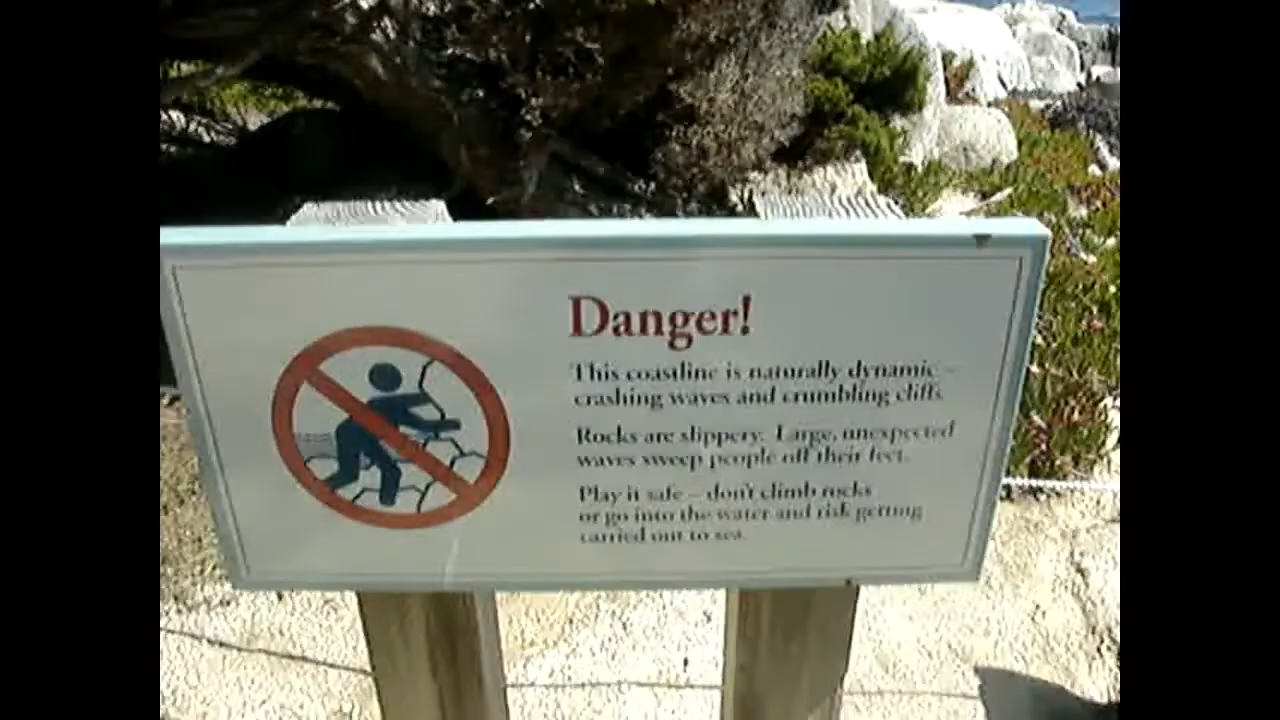 Danger!
This coastline is naturally dynamic –
crashing waves and crumbling cliffs.
Rocks are slippery. Large, unexpected
waves sweep people off their feet.
Play it safe – don't climb rocks
or go into the water and risk getting
carried out to sea.